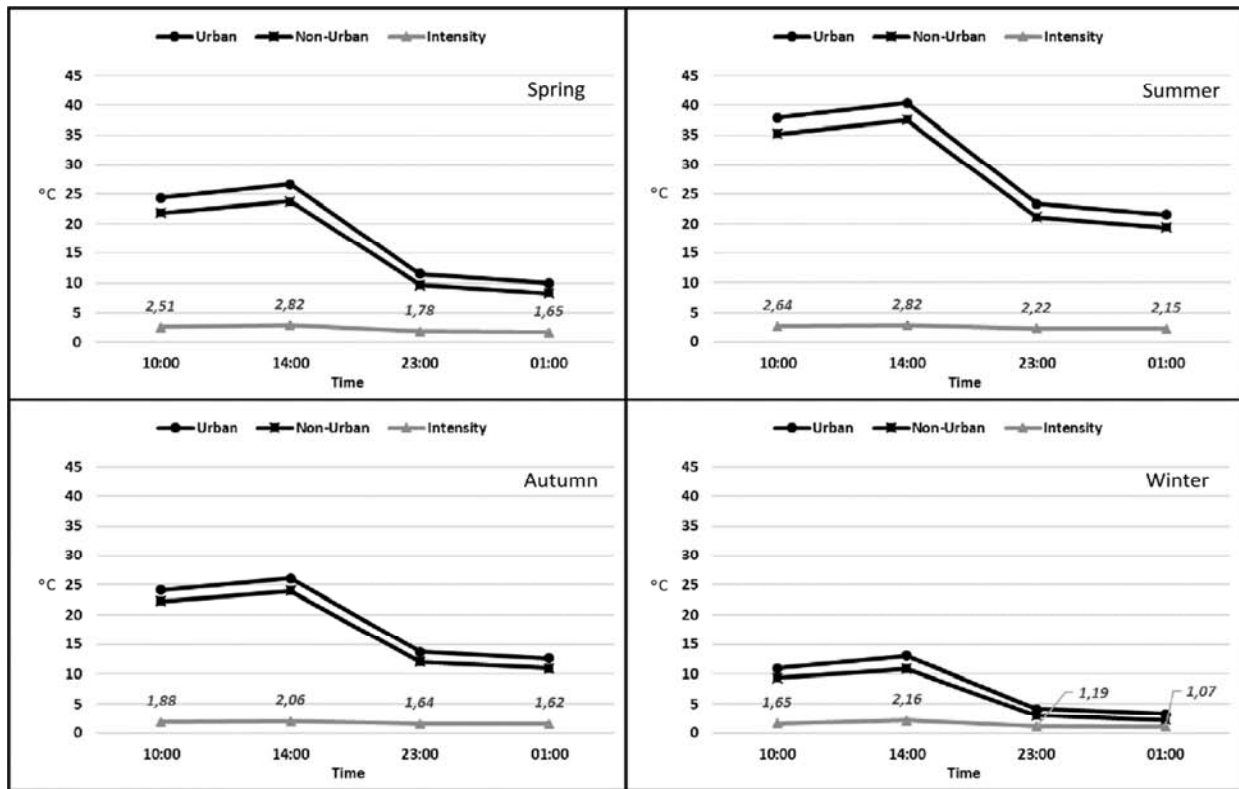 Urban Non-Urban Intensity
Spring
45
40
35
30
°C 25
20
15
10
5
0
2,51 2,82 1,78 1,65
10:00 14:00 23:00 01:00
Time
Urban Non-Urban Intensity
Summer
45
40
35
30
°C 25
20
15
10
5
0
2,64 2,82 2,22 2,15
10:00 14:00 23:00 01:00
Time
Urban Non-Urban Intensity
Autumn
45
40
35
30
°C 25
20
15
10
5
0
1,88 2,06 1,64 1,62
10:00 14:00 23:00 01:00
Time
Urban Non-Urban Intensity
Winter
45
40
35
30
°C 25
20
15
10
5
0
1,65 2,16 1,19 1,07
10:00 14:00 23:00 01:00
Time